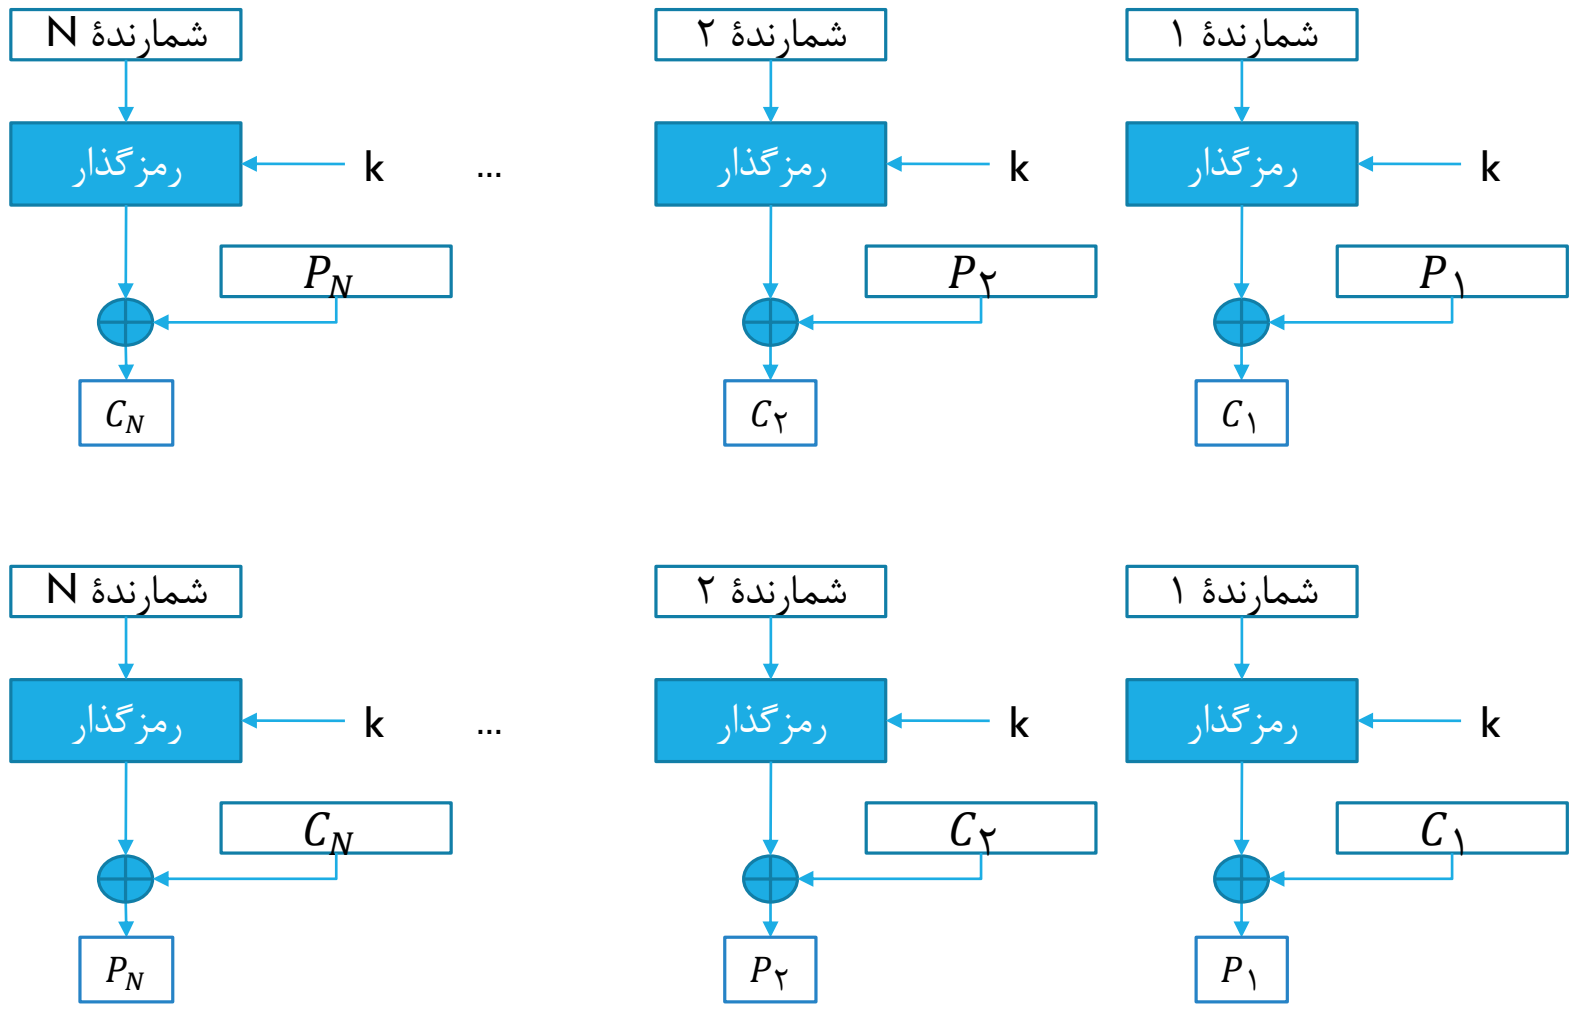 شمارندهٔ ۱ شمارندهٔ ۲ شمارندهٔ N
رمزگذار k رمزگذار k ... رمزگذار k
P۱ P۲ P_N
C۱ C۲ C_N
شمارندهٔ ۱ شمارندهٔ ۲ شمارندهٔ N
رمزگذار k رمزگذار k ... رمزگذار k
C۱ C۲ C_N
P۱ P۲ P_N